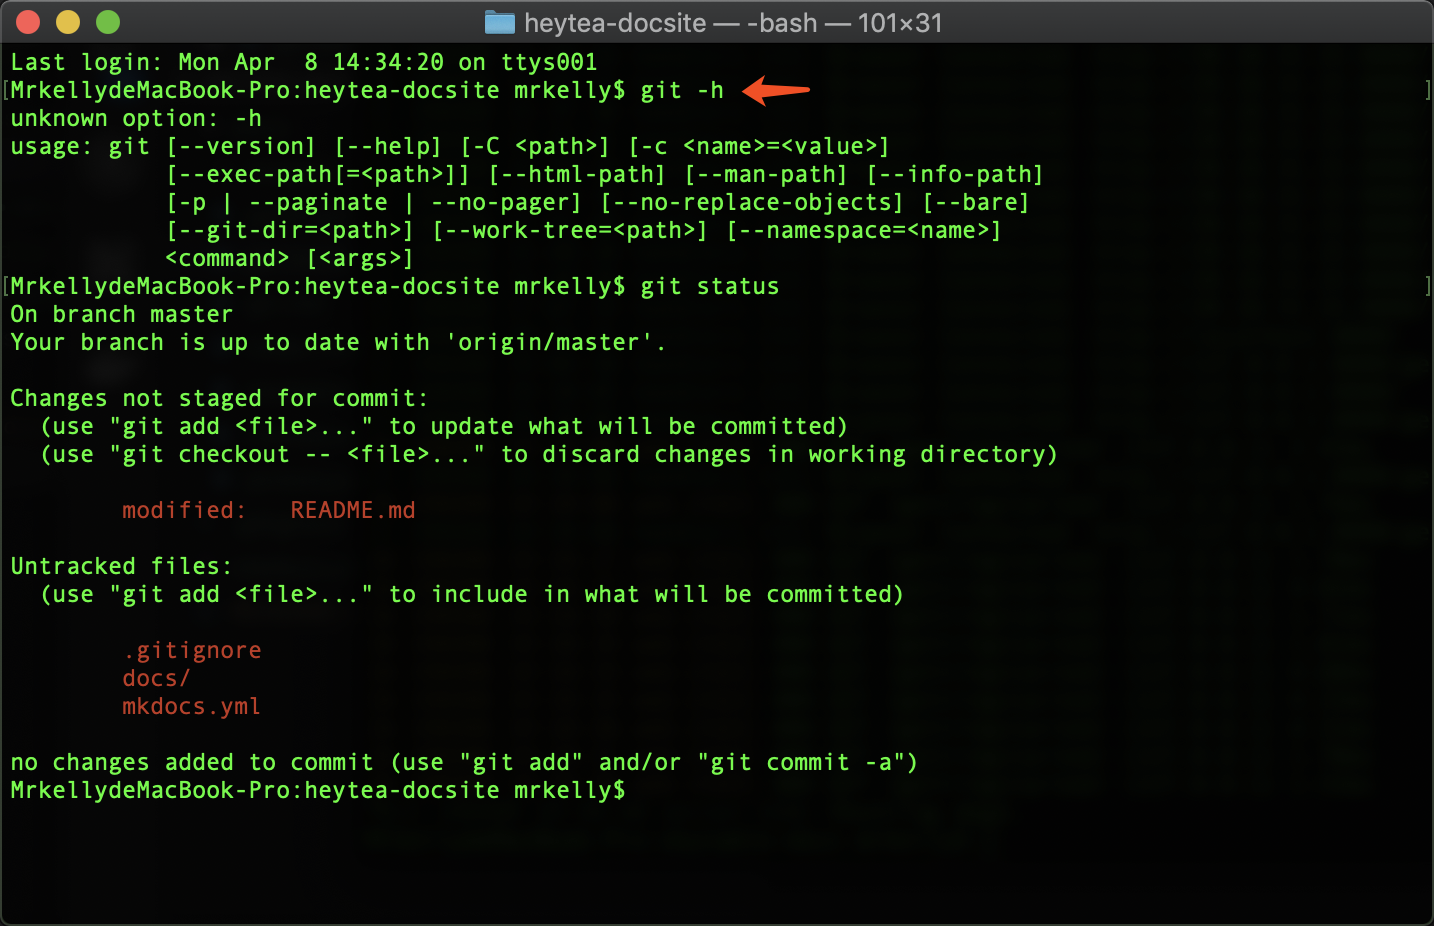 heytea-docsite — -bash — 101×31
Last login: Mon Apr  8 14:34:20 on ttys001
[MrkellydeMacBook-Pro:heytea-docsite mrkelly$ git -h ]
unknown option: -h
usage: git [--version] [--help] [-C <path>] [-c <name>=<value>]
           [--exec-path[=<path>]] [--html-path] [--man-path] [--info-path]
           [-p | --paginate | --no-pager] [--no-replace-objects] [--bare]
           [--git-dir=<path>] [--work-tree=<path>] [--namespace=<name>]
           <command> [<args>]
[MrkellydeMacBook-Pro:heytea-docsite mrkelly$ git status ]
On branch master
Your branch is up to date with 'origin/master'.

Changes not staged for commit:
  (use "git add <file>..." to update what will be committed)
  (use "git checkout -- <file>..." to discard changes in working directory)

        modified:   README.md

Untracked files:
  (use "git add <file>..." to include in what will be committed)

        .gitignore
        docs/
        mkdocs.yml

no changes added to commit (use "git add" and/or "git commit -a")
MrkellydeMacBook-Pro:heytea-docsite mrkelly$